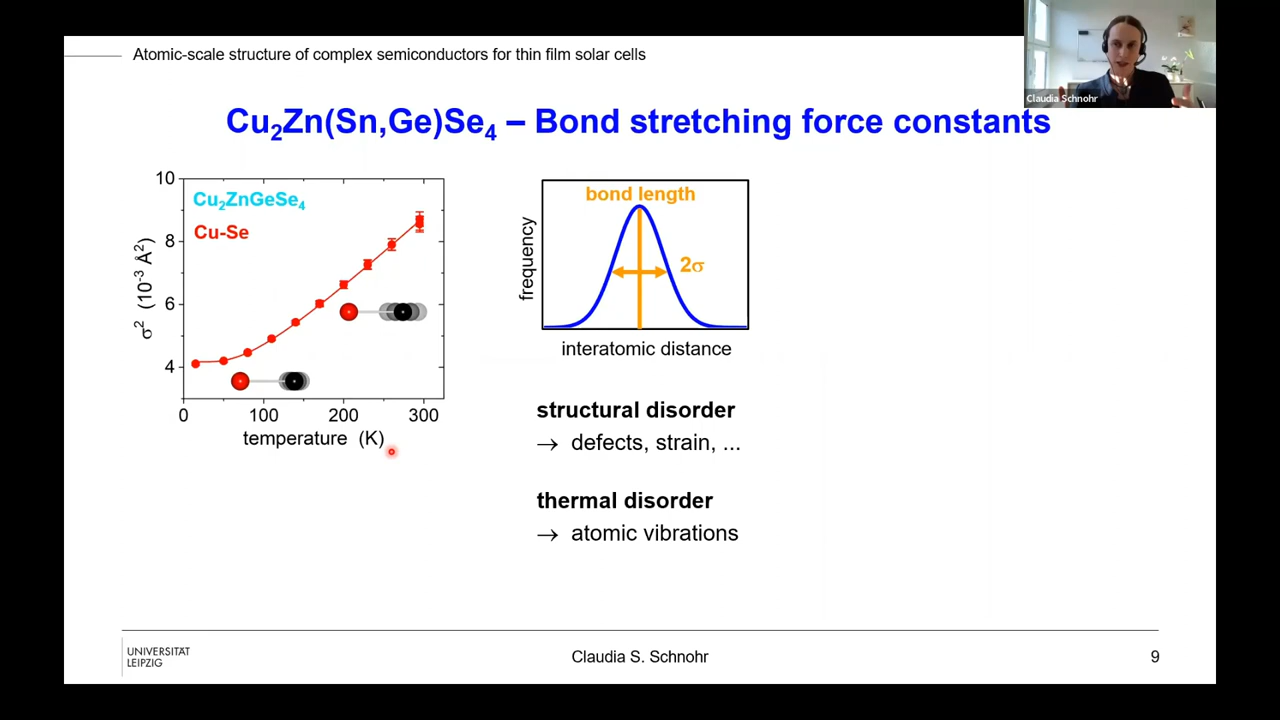 Atomic-scale structure of complex semiconductors for thin film solar cells
Claudia Schnohr
Cu₂Zn(Sn,Ge)Se₄ – Bond stretching force constants
10
8
6
4
σ² (10⁻³ Å²)
Cu₂ZnGeSe₄
Cu-Se
0 100 200 300
temperature (K)
frequency
bond length
2σ
interatomic distance
structural disorder
→ defects, strain, ...
thermal disorder
→ atomic vibrations
UNIVERSITÄT
LEIPZIG
Claudia S. Schnohr
9